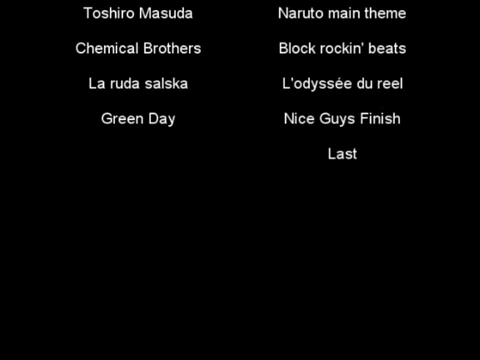 Toshiro Masuda Naruto main theme
Chemical Brothers Block rockin' beats
La ruda salska L'odyssée du reel
Green Day Nice Guys Finish
Last